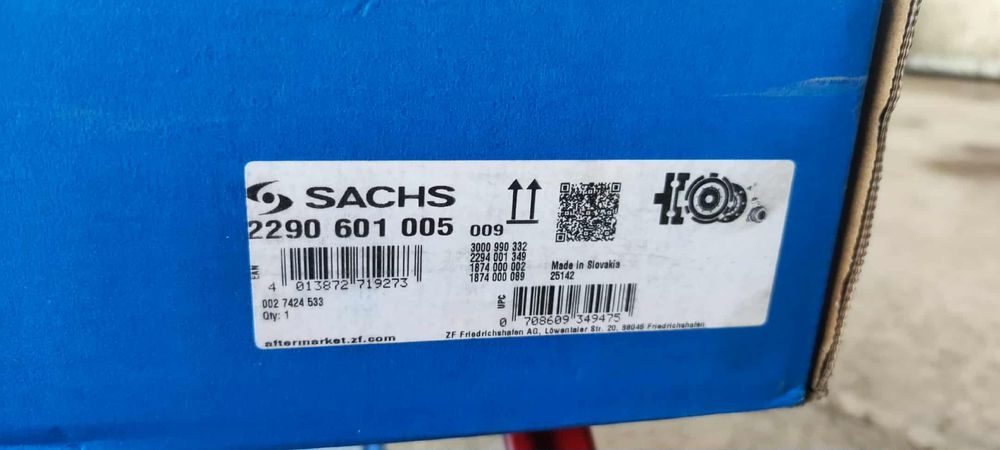 SACHS
2290 601 005 009
3000 990 332
2294 001 349
1874 000 002
1874 000 089
Made in Slovakia
25142
EAN
4 013872 719273
002 7424 533
Qty: 1
UPC
0 708609 349475
aftermarket.zf.com
ZF Friedrichshafen AG, Löwentaler Str. 20, 88046 Friedrichshafen